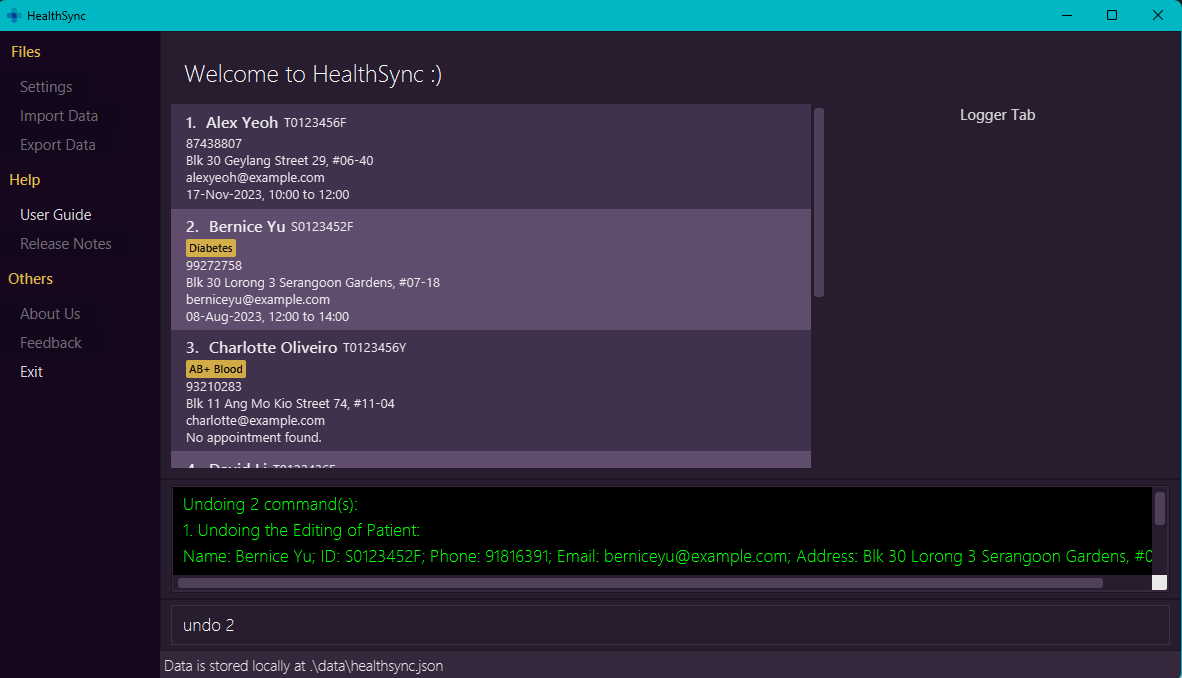 HealthSync
Files
Settings
Import Data
Export Data
Help
User Guide
Release Notes
Others
About Us
Feedback
Exit
Welcome to HealthSync :)
1. Alex Yeoh T0123456F
87438807
Blk 30 Geylang Street 29, #06-40
alexyeoh@example.com
17-Nov-2023, 10:00 to 12:00
2. Bernice Yu S0123452F
Diabetes
99272758
Blk 30 Lorong 3 Serangoon Gardens, #07-18
berniceyu@example.com
08-Aug-2023, 12:00 to 14:00
3. Charlotte Oliveiro T0123456Y
AB+ Blood
93210283
Blk 11 Ang Mo Kio Street 74, #11-04
charlotte@example.com
No appointment found.
4. David Li
Logger Tab
Undoing 2 command(s):
1. Undoing the Editing of Patient:
Name: Bernice Yu; ID: S0123452F; Phone: 91816391; Email: berniceyu@example.com; Address: Blk 30 Lorong 3 Serangoon Gardens, #0
undo 2
Data is stored locally at .\data\healthsync.json